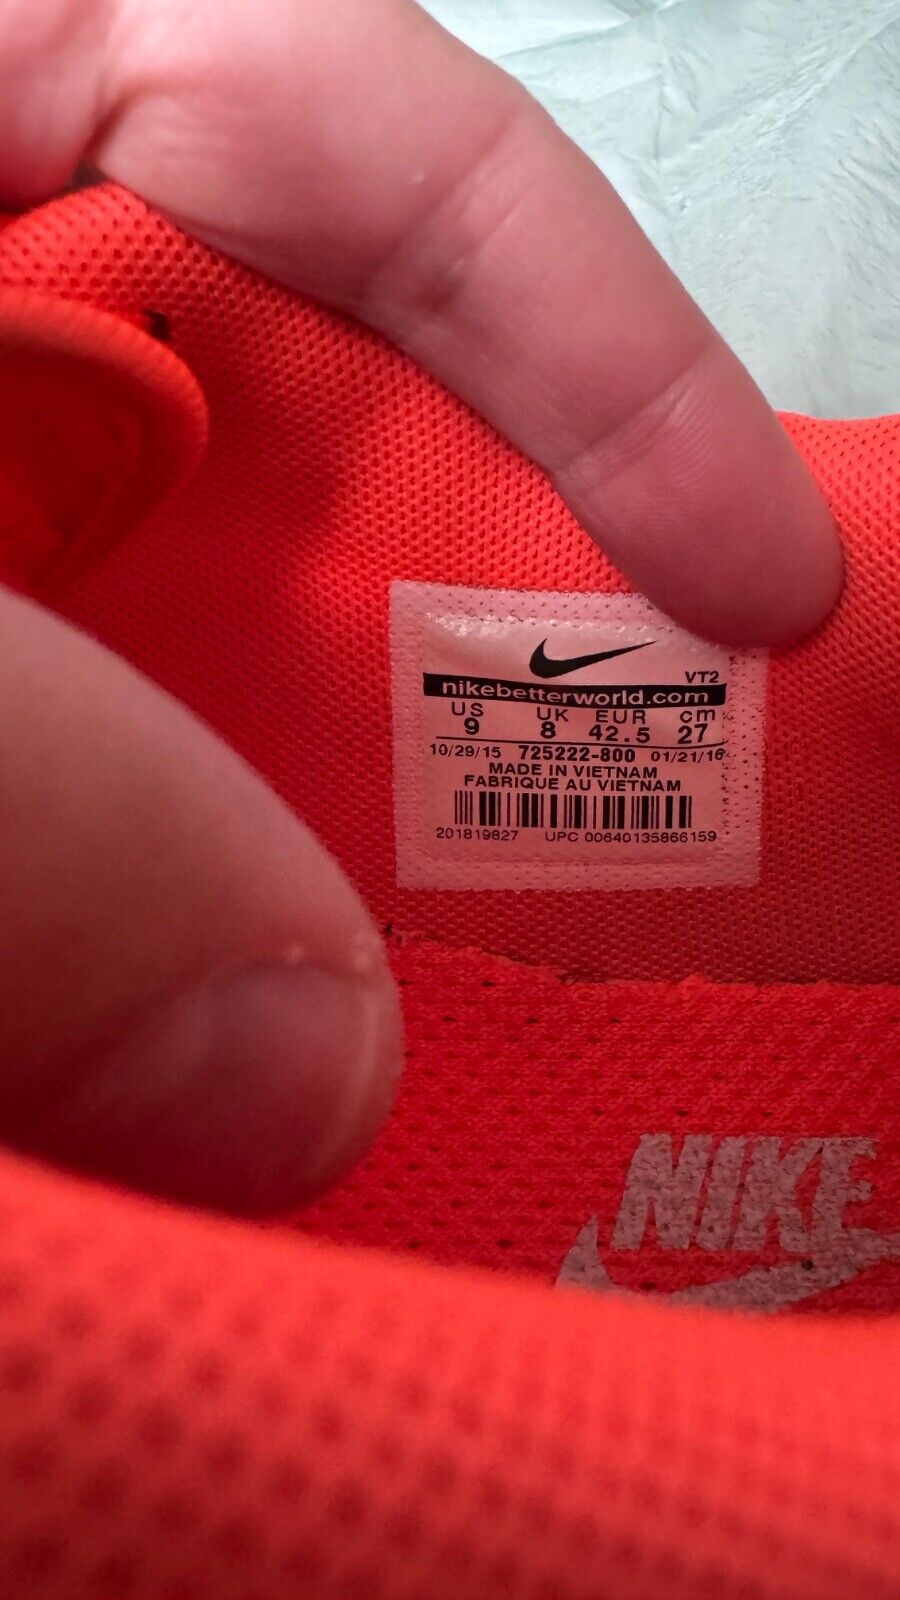 VT2
nikebetterworld.com
US UK EUR cm
9 8 42.5 27
10/29/15 725222-800 01/21/16
MADE IN VIETNAM
FABRIQUE AU VIETNAM
201819827 UPC 00640135866159
NIKE